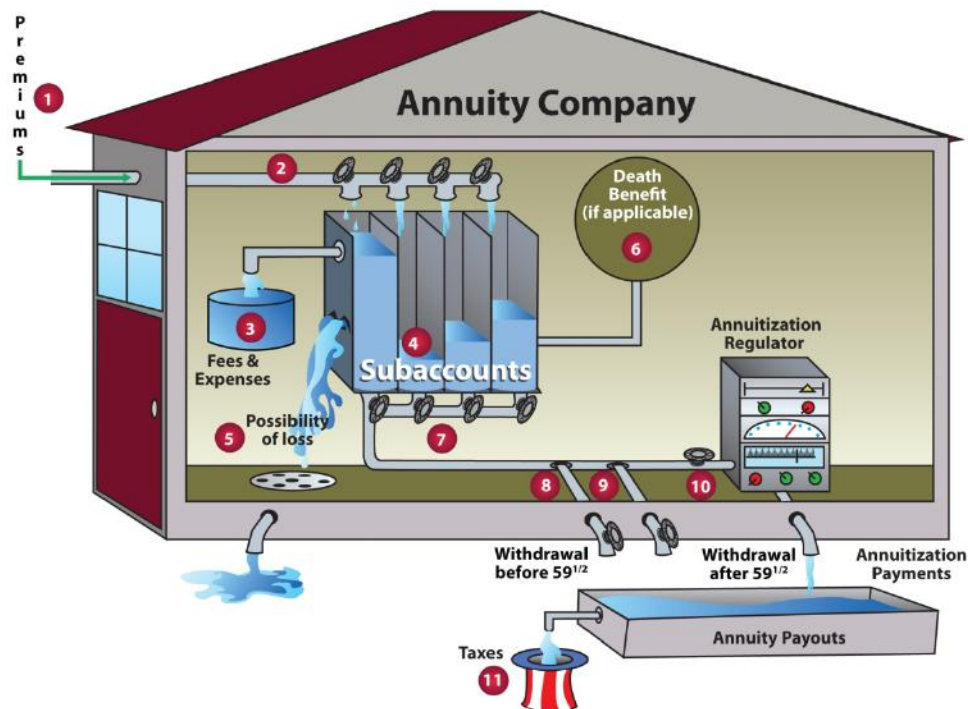 Premiums
1
Annuity Company
2
Death
Benefit
(if applicable)
6
3
Fees &
Expenses
4
Subaccounts
Annuitization
Regulator
5
Possibility
of loss
7
8
9
10
Withdrawal
before 59 1/2
Withdrawal
after 59 1/2
Annuitization
Payments
Annuity Payouts
Taxes
11